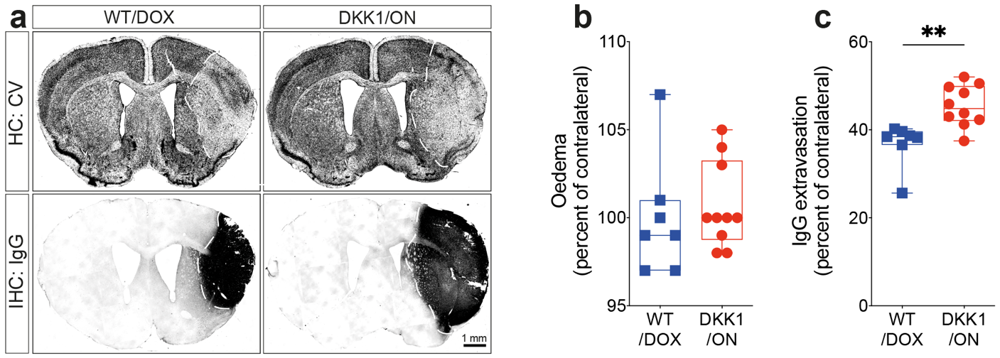 a
WT/DOX
DKK1/ON
HC: CV
IHC: IgG
1 mm
b
Oedema
(percent of contralateral)
110
105
100
95
WT
/DOX
DKK1
/ON
c
**
IgG extravasation
(percent of contralateral)
60
40
20
0
WT
/DOX
DKK1
/ON